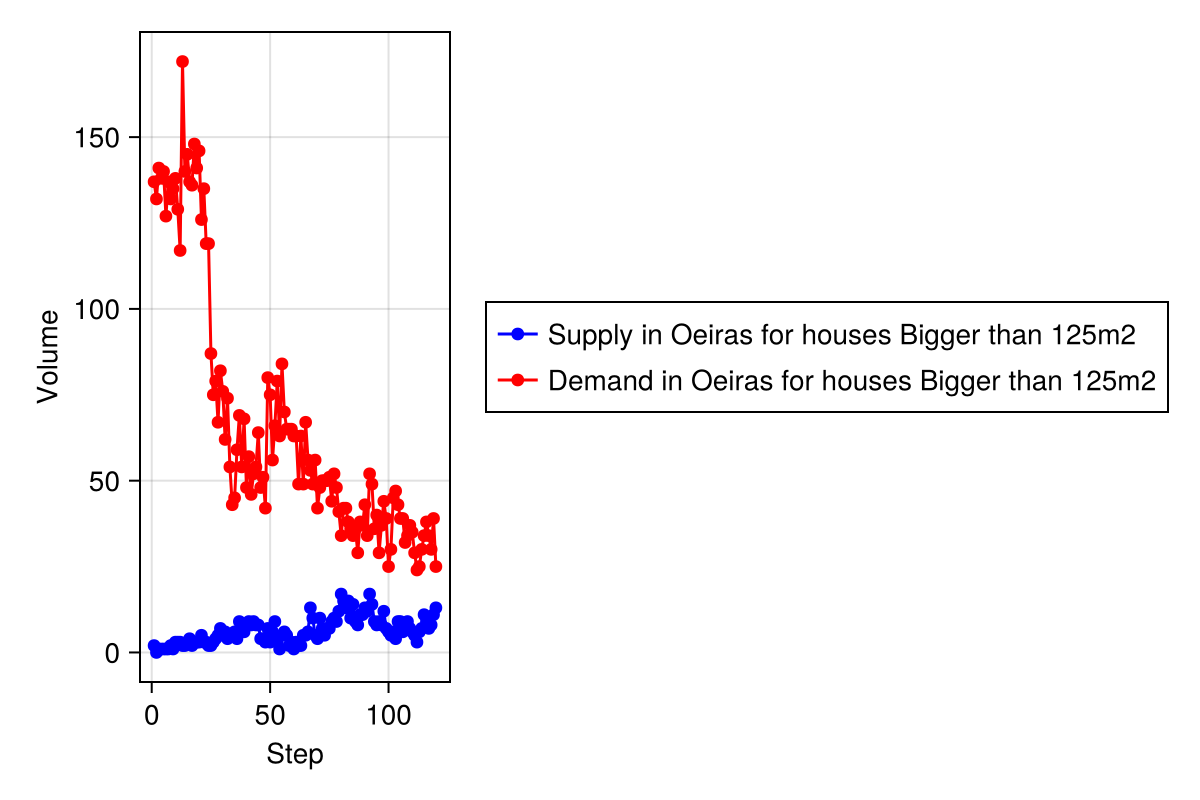 150
100
50
0
Volume
0 50 100
Step
Supply in Oeiras for houses Bigger than 125m2
Demand in Oeiras for houses Bigger than 125m2